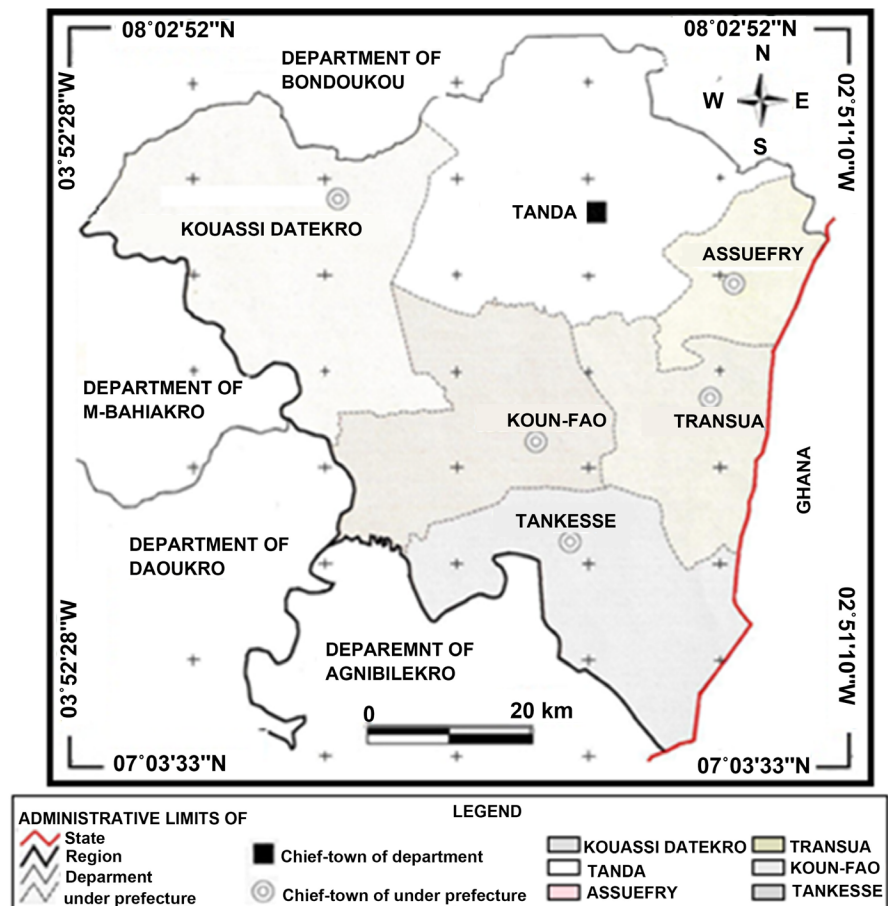 08°02'52"N
08°02'52"N
DEPARTMENT OF
BONDOUKOU
N
W E
S
03°52'28"W
02°51'10"W
TANDA
KOUASSI DATEKRO
ASSUEFRY
DEPARTMENT OF
M-BAHIAKRO
KOUN-FAO
TRANSUA
GHANA
TANKESSE
DEPARTMENT OF
DAOUKRO
03°52'28"W
02°51'10"W
DEPAREMNT OF
AGNIBILEKRO
0 20 km
07°03'33"N
07°03'33"N
LEGEND
ADMINISTRATIVE LIMITS OF
State
Region
Deparment
under prefecture
Chief-town of department
Chief-town of under prefecture
KOUASSI DATEKRO
TANDA
ASSUEFRY
TRANSUA
KOUN-FAO
TANKESSE